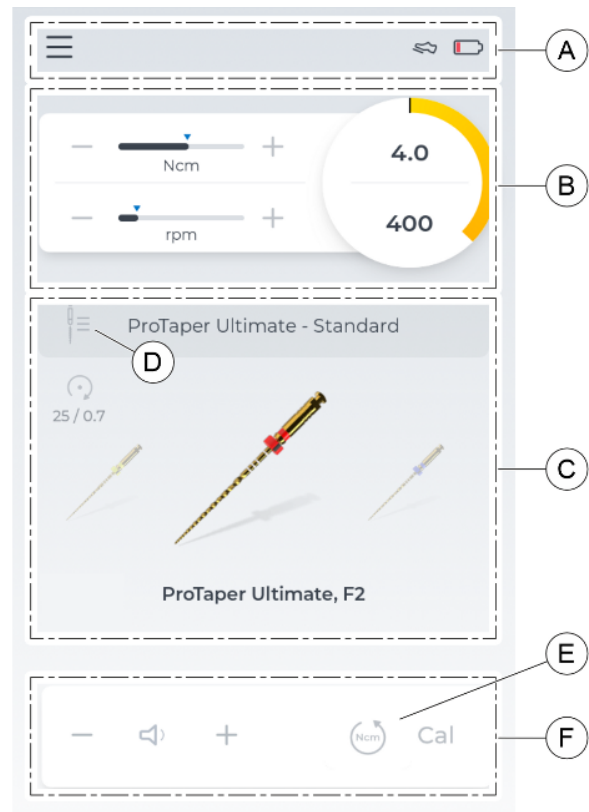 A
Ncm
4.0
B
rpm
400
ProTaper Ultimate - Standard
D
25 / 0.7
C
ProTaper Ultimate, F2
E
Ncm
Cal
F